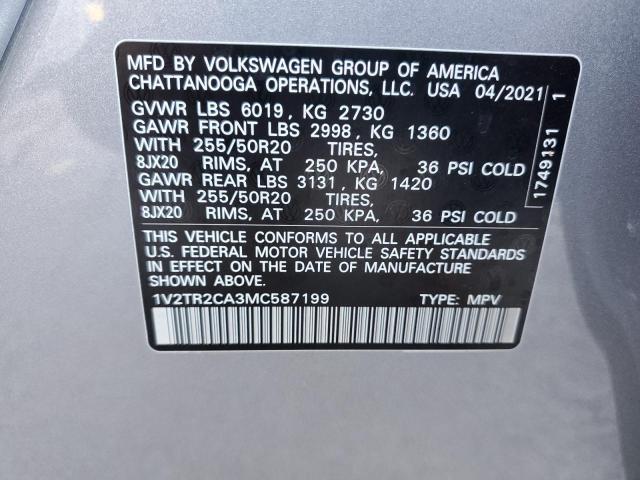 MFD BY VOLKSWAGEN GROUP OF AMERICA
CHATTANOOGA OPERATIONS, LLC. USA 04/2021
GVWR LBS 6019, KG 2730
GAWR FRONT LBS 2998, KG 1360
WITH 255/50R20 TIRES,
8JX20 RIMS, AT 250 KPA, 36 PSI COLD
GAWR REAR LBS 3131, KG 1420
WITH 255/50R20 TIRES,
8JX20 RIMS, AT 250 KPA, 36 PSI COLD
THIS VEHICLE CONFORMS TO ALL APPLICABLE
U.S. FEDERAL MOTOR VEHICLE SAFETY STANDARDS
IN EFFECT ON THE DATE OF MANUFACTURE
SHOWN ABOVE.
1V2TR2CA3MC587199 TYPE: MPV
1749131 1